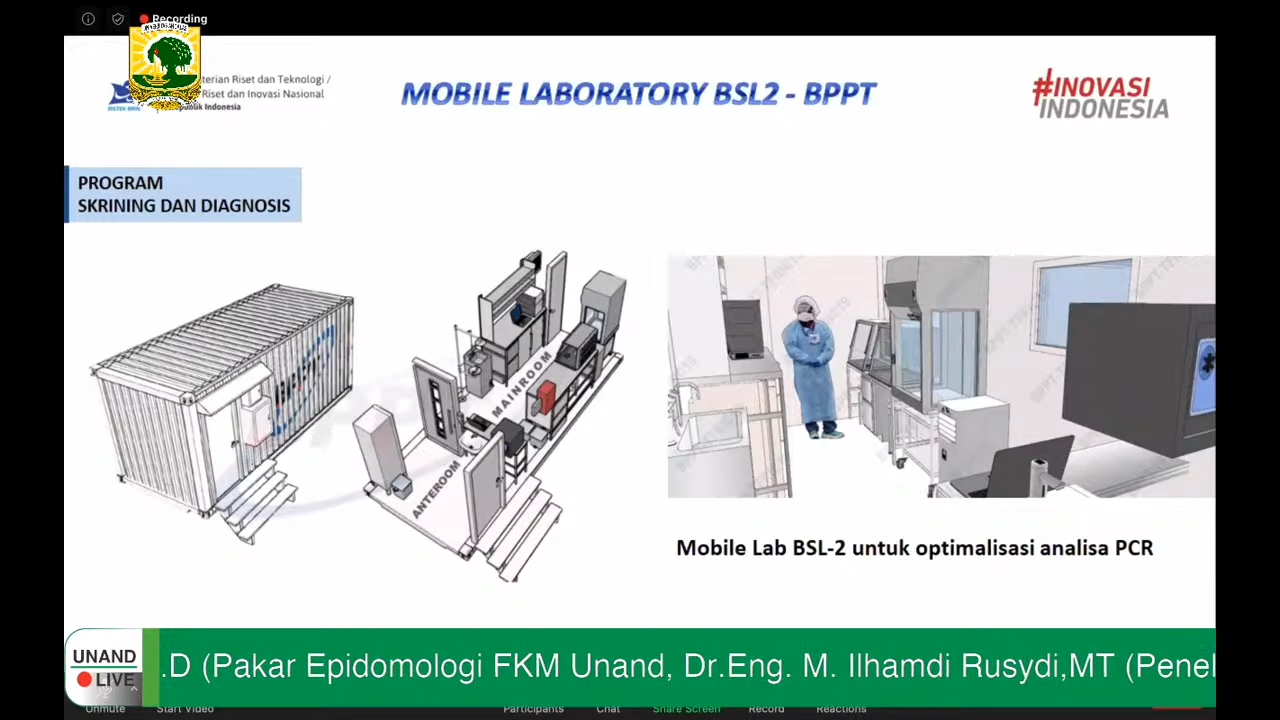 Recording
terian Riset dan Teknologi /
Riset dan Inovasi Nasional
publik Indonesia
MOBILE LABORATORY BSL2 - BPPT
#INOVASI
INDONESIA
PROGRAM
SKRINING DAN DIAGNOSIS
MAINROOM
ANTEROOM
Mobile Lab BSL-2 untuk optimalisasi analisa PCR
UNAND
LIVE
.D (Pakar Epidomologi FKM Unand, Dr.Eng. M. Ilhamdi Rusydi,MT (Penel
Unmute Start Video Participants Chat Share Screen Record Reactions